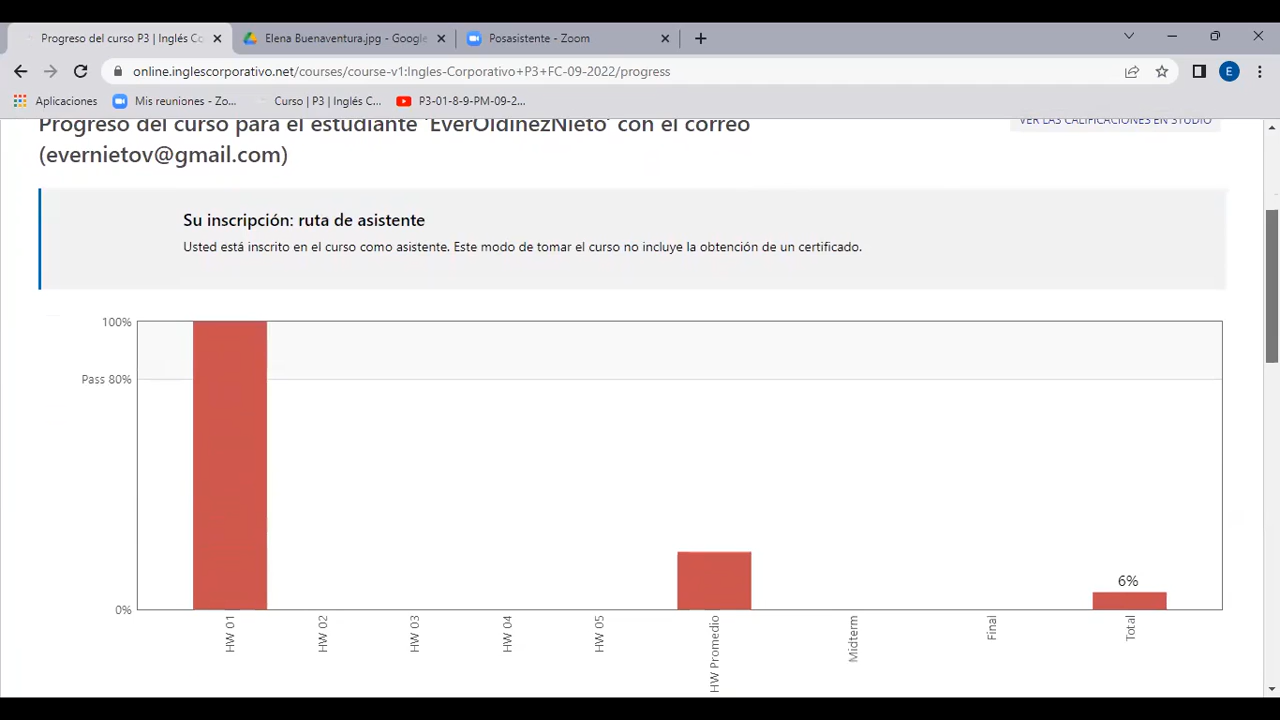 Progreso del curso P3 | Inglés Co
Elena Buenaventura.jpg - Google
Posasistente - Zoom
online.inglescorporativo.net/courses/course-v1:Ingles-Corporativo+P3+FC-09-2022/progress
E
Aplicaciones
Mis reuniones - Zo...
Curso | P3 | Inglés C...
P3-01-8-9-PM-09-2...
Progreso del curso para el estudiante 'EverOldinezNieto' con el correo
(evernietov@gmail.com)
VER LAS CALIFICACIONES EN STUDIO
Su inscripción: ruta de asistente
Usted está inscrito en el curso como asistente. Este modo de tomar el curso no incluye la obtención de un certificado.
100%
Pass 80%
0%
6%
HW 01
HW 02
HW 03
HW 04
HW 05
HW Promedio
Midterm
Final
Total